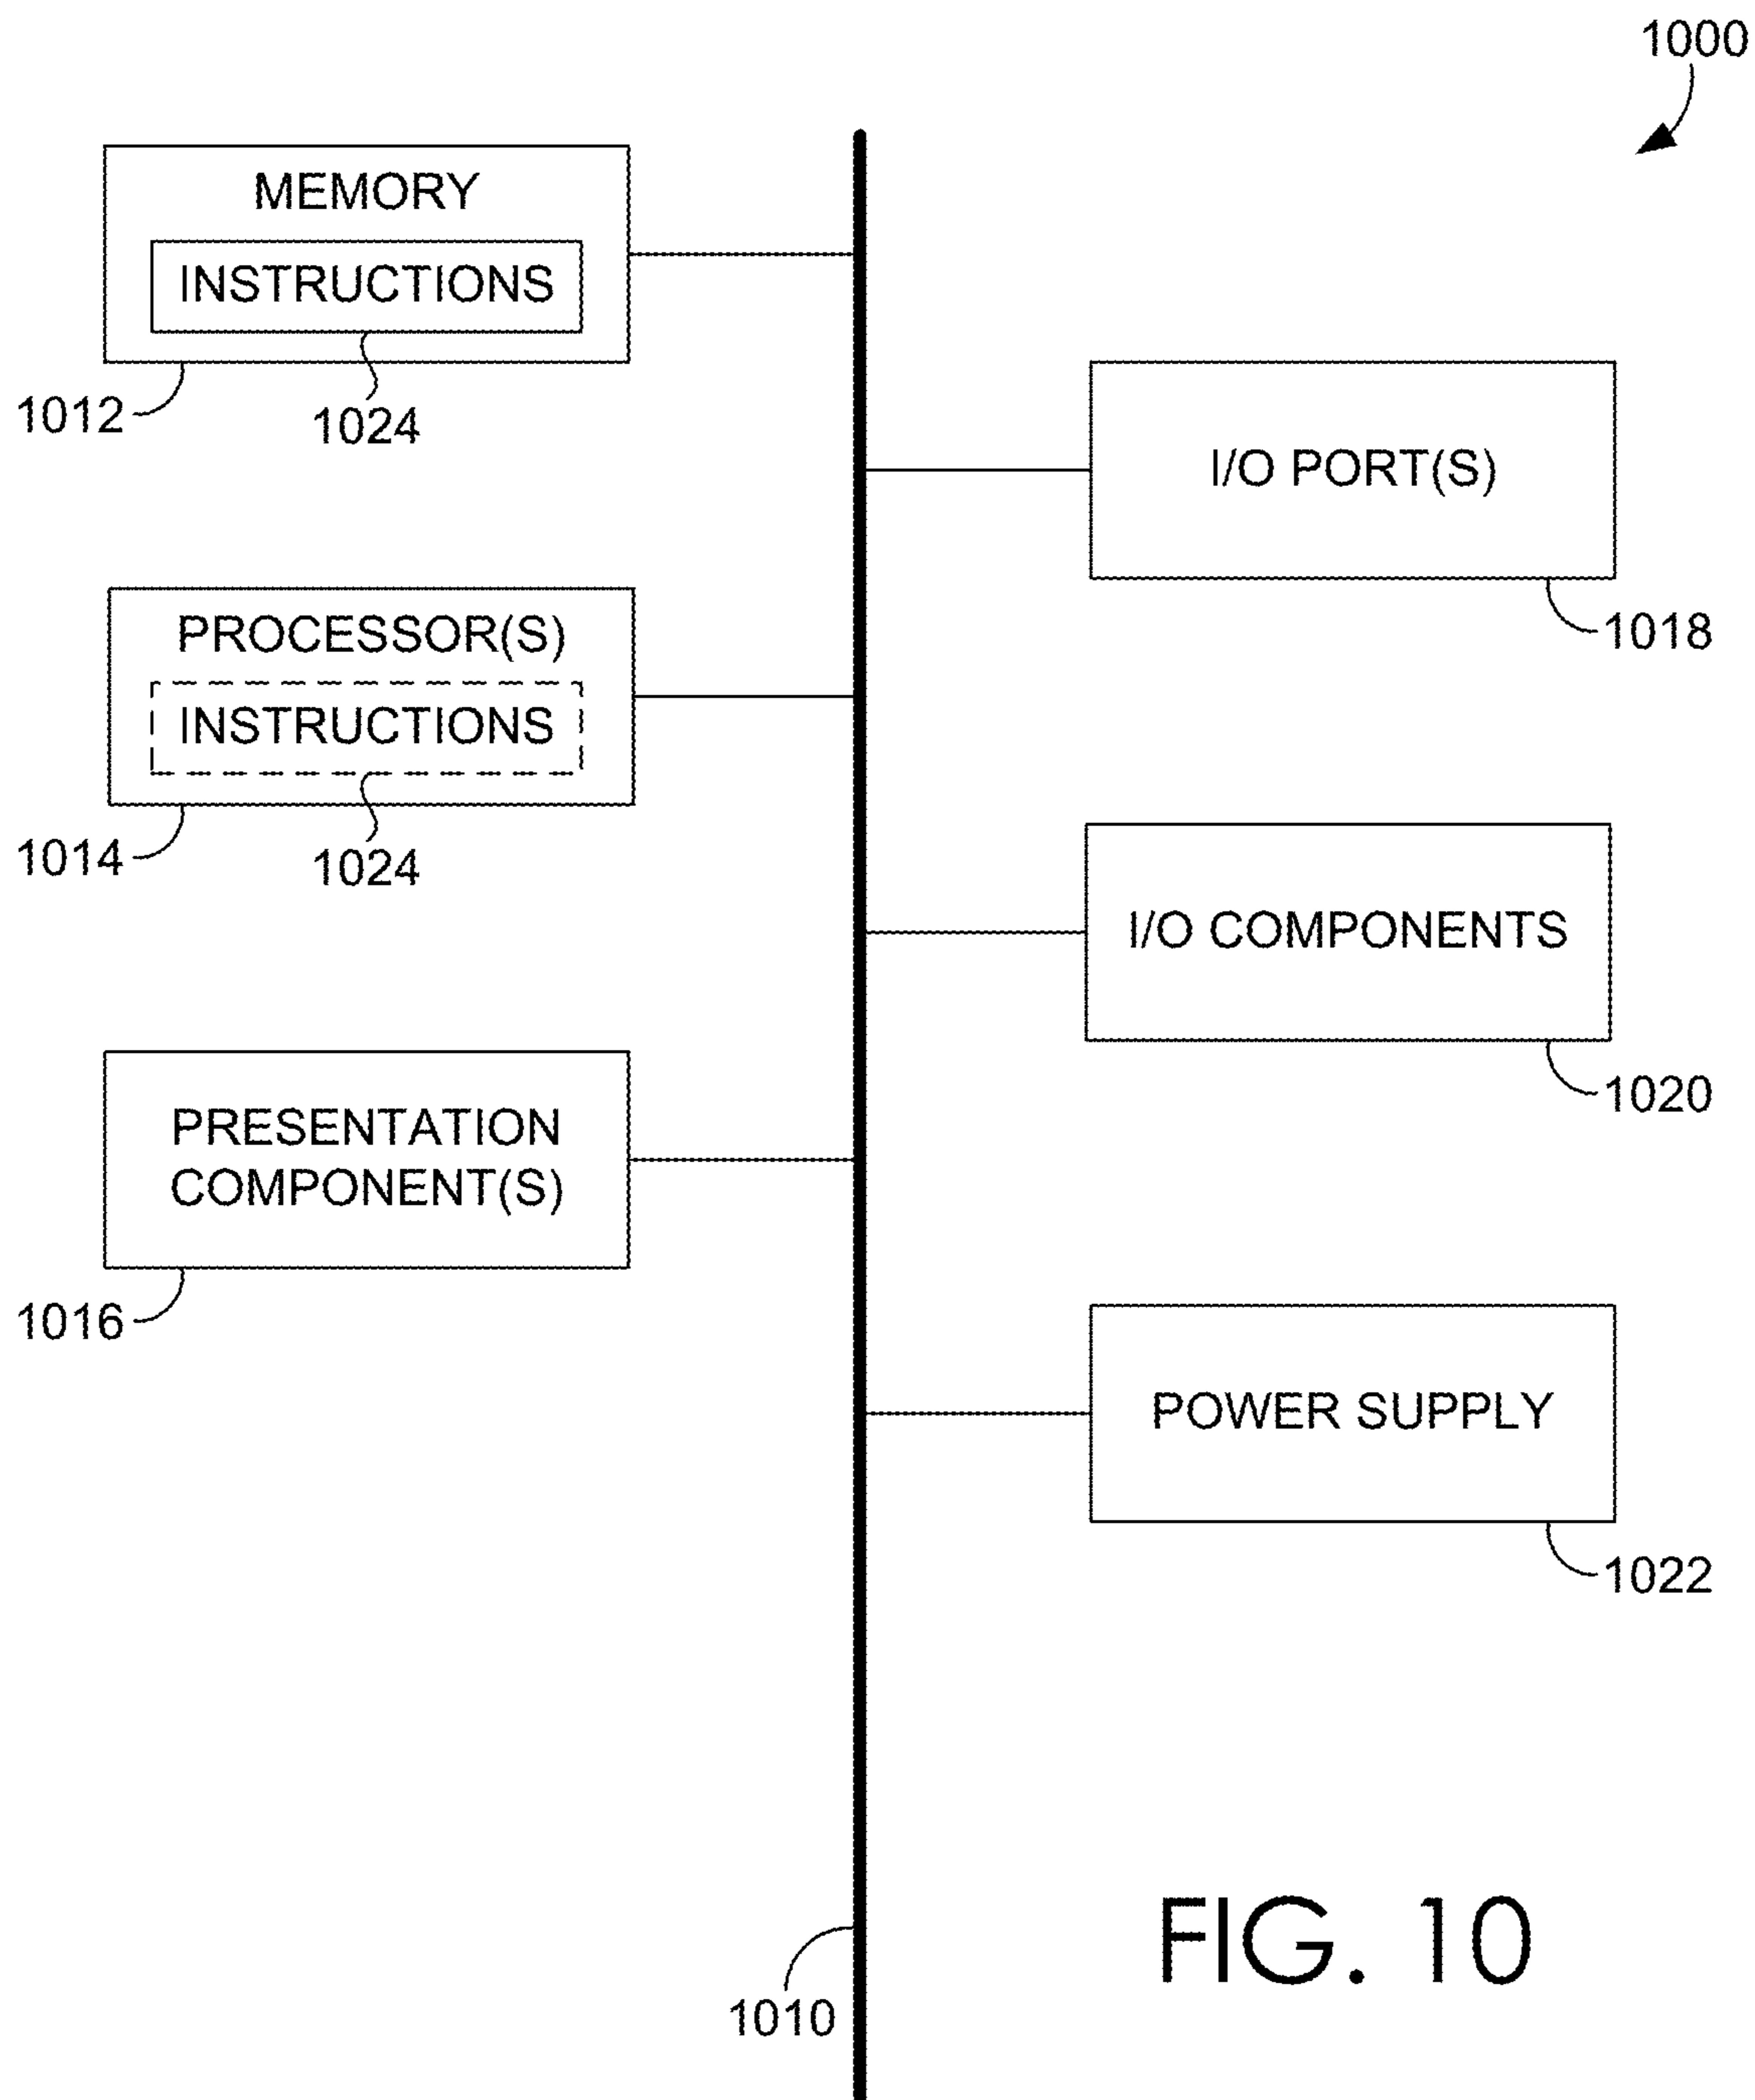 1000
MEMORY
INSTRUCTIONS
1012
1024
I/O PORT(S)
1018
PROCESSOR(S)
INSTRUCTIONS
1014
1024
I/O COMPONENTS
1020
PRESENTATION
COMPONENT(S)
1016
POWER SUPPLY
1022
1010
FIG. 10